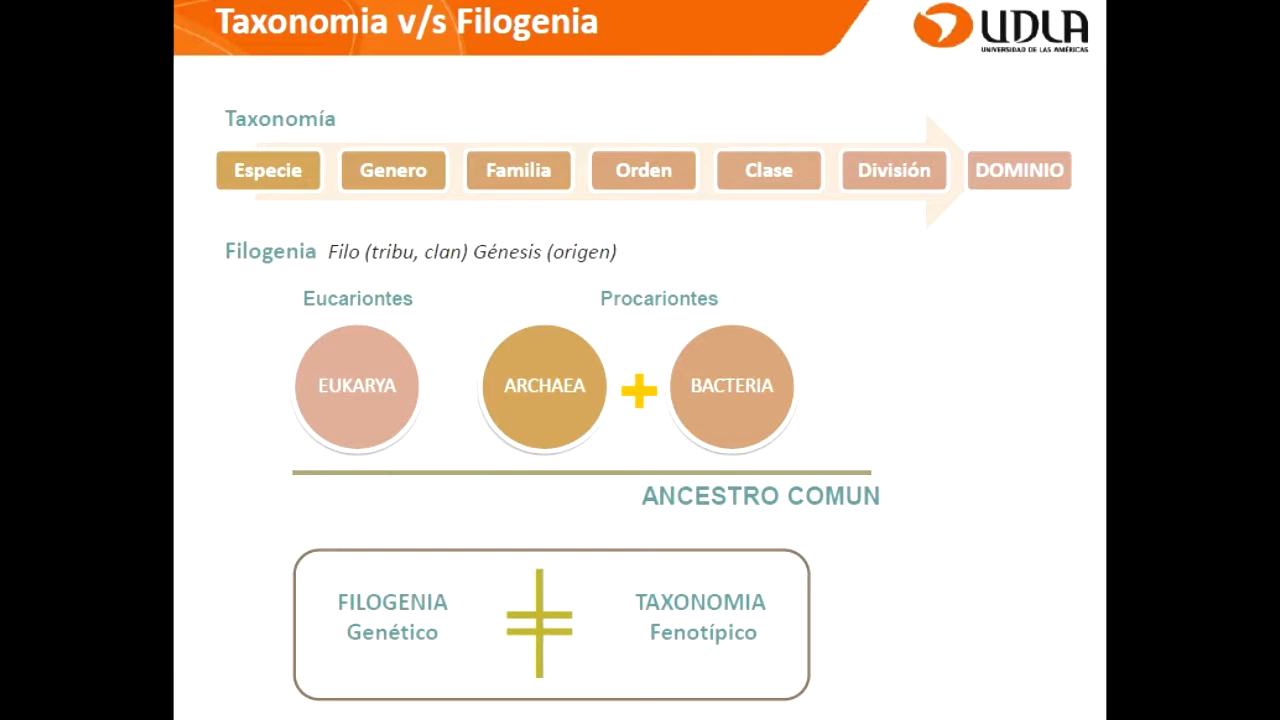 Taxonomia v/s Filogenia
UDLA
UNIVERSIDAD DE LAS AMÉRICAS
Taxonomía
Especie Genero Familia Orden Clase División DOMINIO
Filogenia Filo (tribu, clan) Génesis (origen)
Eucariontes Procariontes
EUKARYA ARCHAEA + BACTERIA
ANCESTRO COMUN
FILOGENIA TAXONOMIA
Genético Fenotípico